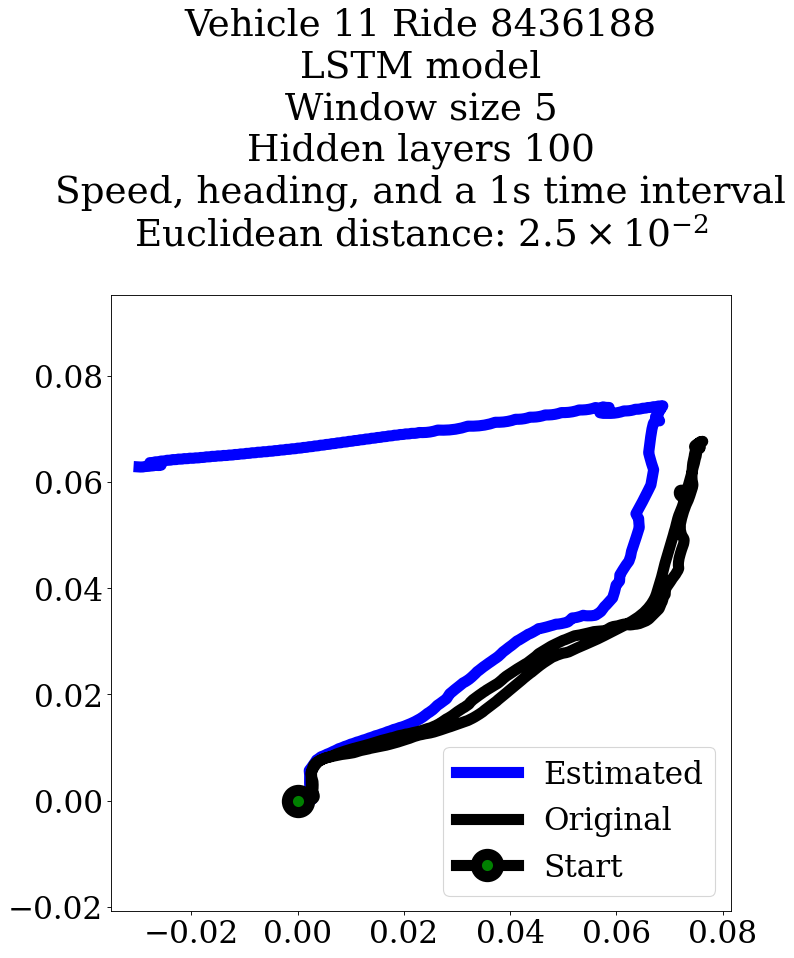 Vehicle 11 Ride 8436188
LSTM model
Window size 5
Hidden layers 100
Speed, heading, and a 1s time interval
Euclidean distance: 2.5 × 10⁻²
0.08
0.06
0.04
0.02
0.00
−0.02
Estimated
Original
Start
−0.02 0.00 0.02 0.04 0.06 0.08